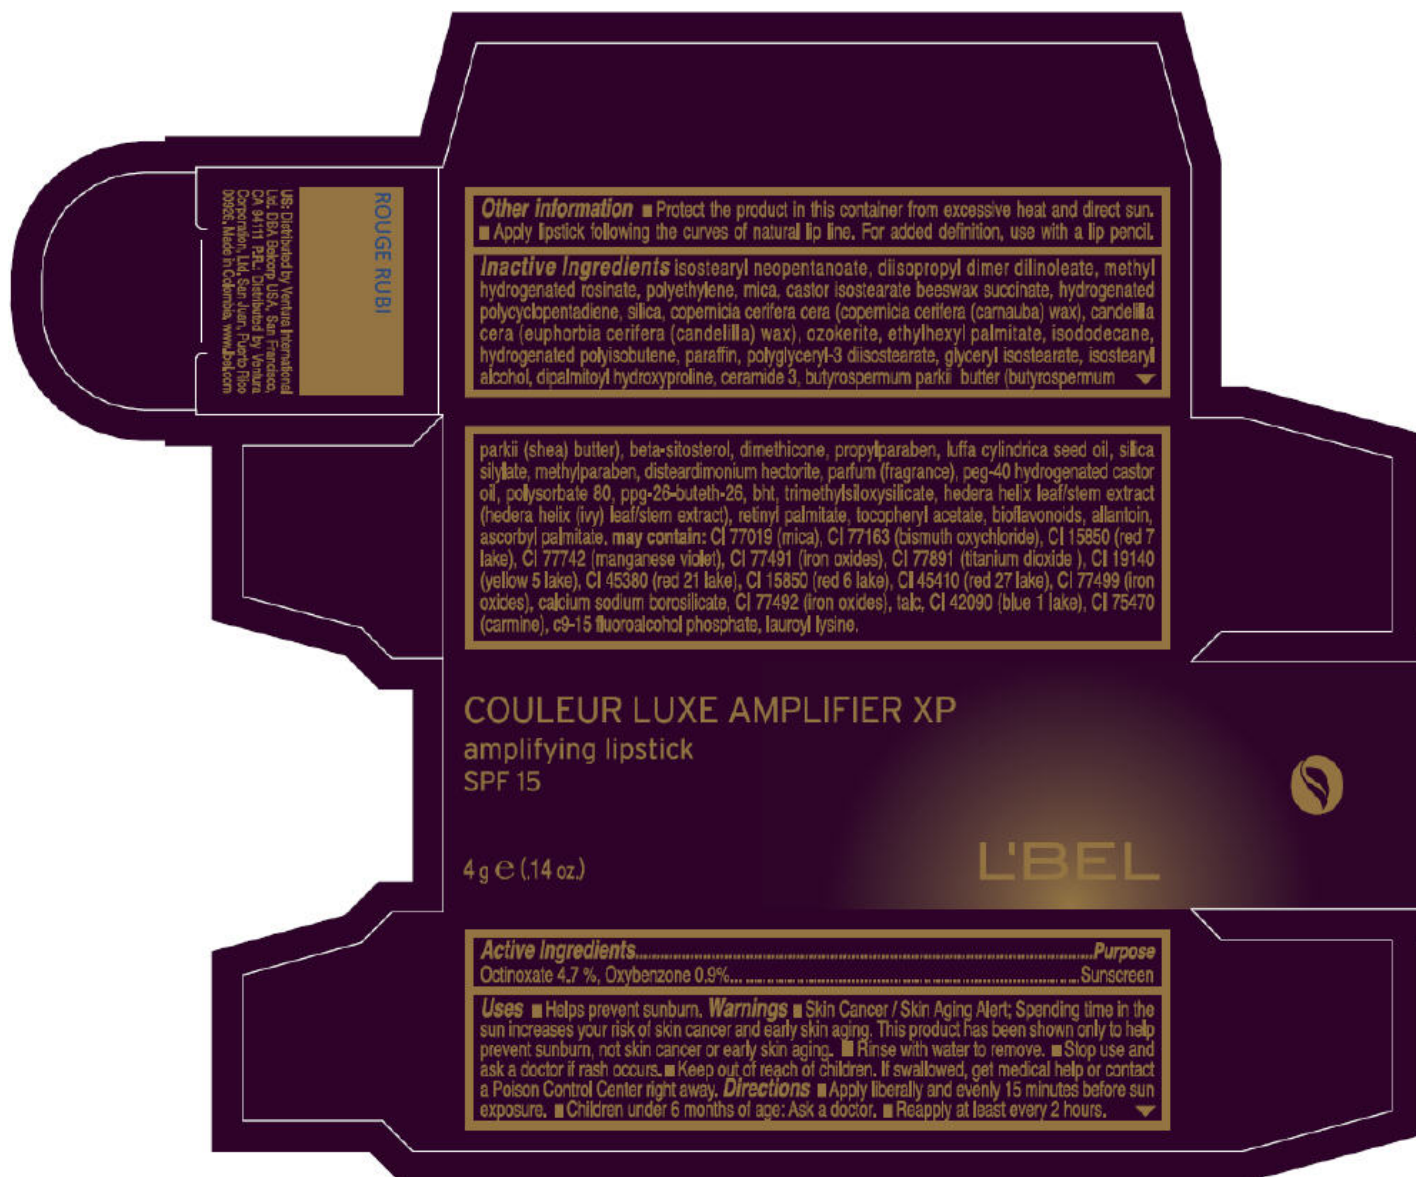 ROUGE RUBI
US: Distributed by Ventura International
Ltd. DBA Belcorp USA, San Francisco,
CA 94111 P.R.: Distributed by Ventura
Corporation, Ltd, San Juan, Puerto Rico
00926. Made in Colombia, www.lbel.com
Other information ■ Protect the product in this container from excessive heat and direct sun.
■ Apply lipstick following the curves of natural lip line. For added definition, use with a lip pencil.
Inactive Ingredients isostearyl neopentanoate, diisopropyl dimer dilinoleate, methyl
hydrogenated rosinate, polyethylene, mica, castor isostearate beeswax succinate, hydrogenated
polycyclopentadiene, silica, copernicia cerifera cera (copernicia cerifera (carnauba) wax), candelilla
cera (euphorbia cerifera (candelilla) wax), ozokerite, ethylhexyl palmitate, isododecane,
hydrogenated polyisobutene, paraffin, polyglyceryl-3 diisostearate, glyceryl isostearate, isostearyl
alcohol, dipalmitoyl hydroxyproline, ceramide 3, butyrospermum parkii butter (butyrospermum
parkii (shea) butter), beta-sitosterol, dimethicone, propylparaben, luffa cylindrica seed oil, silica
silylate, methylparaben, disteardimonium hectorite, parfum (fragrance), peg-40 hydrogenated castor
oil, polysorbate 80, ppg-26-buteth-26, bht, trimethylsiloxysilicate, hedera helix leaf/stem extract
(hedera helix (ivy) leaf/stem extract), retinyl palmitate, tocopheryl acetate, bioflavonoids, allantoin,
ascorbyl palmitate. may contain: CI 77019 (mica), CI 77163 (bismuth oxychloride), CI 15850 (red 7
lake), CI 77742 (manganese violet), CI 77491 (iron oxides), CI 77891 (titanium dioxide ), CI 19140
(yellow 5 lake), CI 45380 (red 21 lake), CI 15850 (red 6 lake), CI 45410 (red 27 lake), CI 77499 (iron
oxides), calcium sodium borosilicate, CI 77492 (iron oxides), talc, CI 42090 (blue 1 lake), CI 75470
(carmine), c9-15 fluoroalcohol phosphate, lauroyl lysine.
COULEUR LUXE AMPLIFIER XP
amplifying lipstick
SPF 15
4 g ℮ (.14 oz.)
L'BEL
Active Ingredients....................Purpose
Octinoxate 4.7 %, Oxybenzone 0.9%....................Sunscreen
Uses ■ Helps prevent sunburn. Warnings ■ Skin Cancer / Skin Aging Alert; Spending time in the
sun increases your risk of skin cancer and early skin aging. This product has been shown only to help
prevent sunburn, not skin cancer or early skin aging. ■ Rinse with water to remove. ■ Stop use and
ask a doctor if rash occurs. ■ Keep out of reach of children. If swallowed, get medical help or contact
a Poison Control Center right away. Directions ■ Apply liberally and evenly 15 minutes before sun
exposure. ■ Children under 6 months of age: Ask a doctor. ■ Reapply at least every 2 hours.